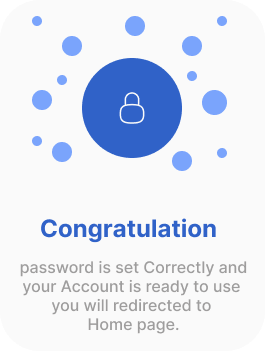 Congratulation
password is set Correctly and
your Account is ready to use
you will redirected to
Home page.